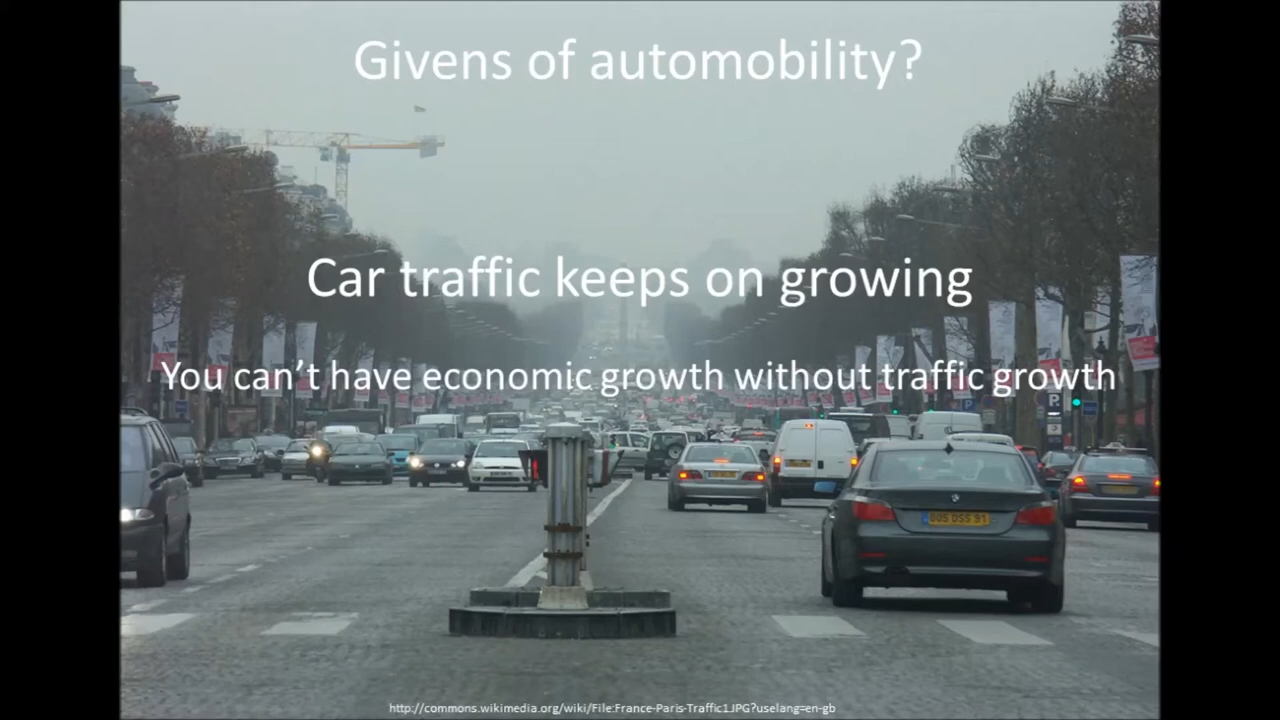 Givens of automobility?
Car traffic keeps on growing
You can't have economic growth without traffic growth
P
http://commons.wikimedia.org/wiki/File:France-Paris-Traffic1.JPG?uselang=en-gb